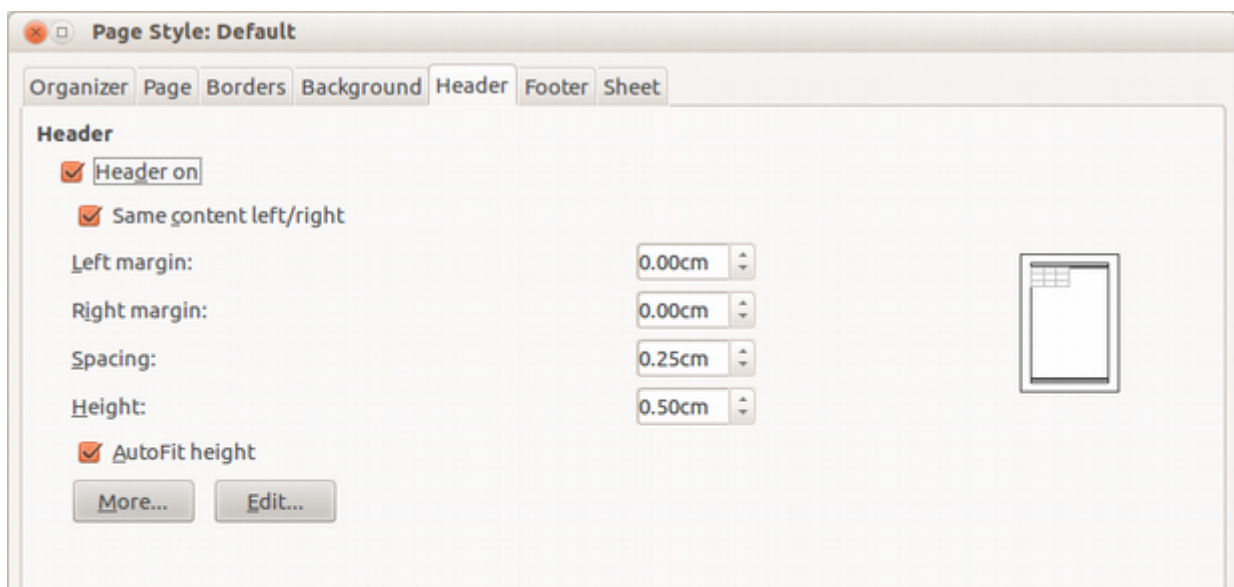 Page Style: Default
Organizer Page Borders Background Header Footer Sheet
Header
Header on
Same content left/right
Left margin: 0.00cm
Right margin: 0.00cm
Spacing: 0.25cm
Height: 0.50cm
AutoFit height
More... Edit...